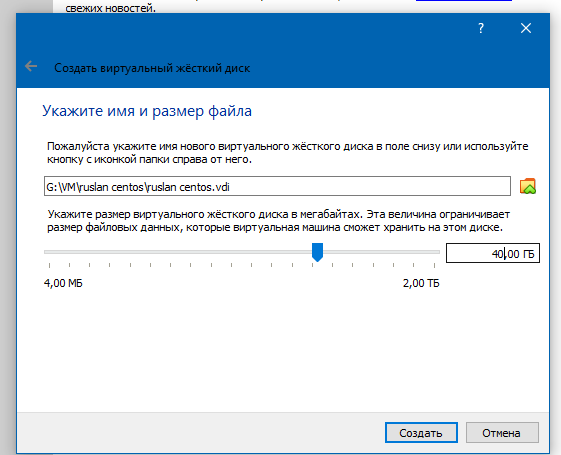 свежих новостей.
?
Создать виртуальный жёсткий диск
Укажите имя и размер файла
Пожалуйста укажите имя нового виртуального жёсткого диска в поле снизу или используйте
кнопку с иконкой папки справа от него.
G:\VM\ruslan centos\ruslan centos.vdi
Укажите размер виртуального жёсткого диска в мегабайтах. Эта величина ограничивает
размер файловых данных, которые виртуальная машина сможет хранить на этом диске.
40,00 ГБ
4,00 МБ 2,00 ТБ
Создать Отмена